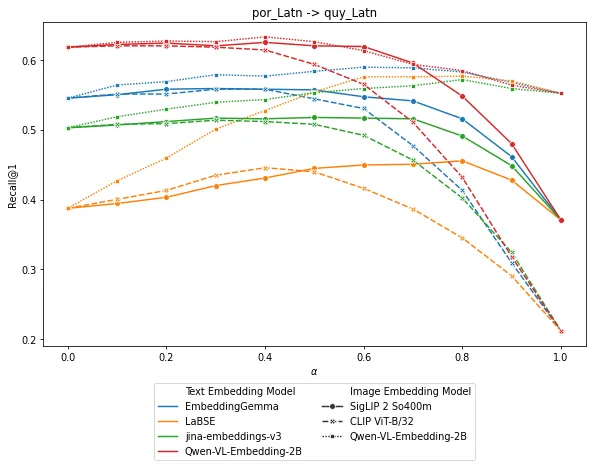 por_Latn -> quy_Latn
Recall@1
0.6
0.5
0.4
0.3
0.2
0.0 0.2 0.4 0.6 0.8 1.0
α
Text Embedding Model Image Embedding Model
EmbeddingGemma SigLIP 2 So400m
LaBSE CLIP ViT-B/32
jina-embeddings-v3 Qwen-VL-Embedding-2B
Qwen-VL-Embedding-2B